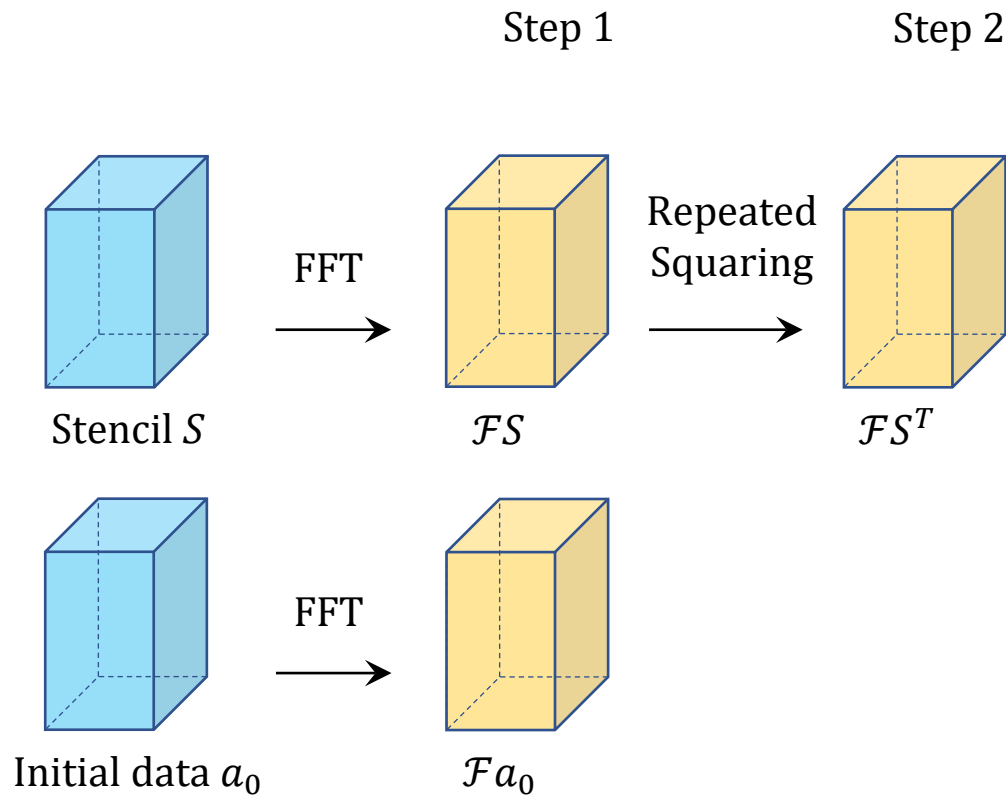 Step 1
Step 2
FFT
Repeated
Squaring
Stencil S
ℱS
ℱS^T
FFT
Initial data a₀
ℱa₀